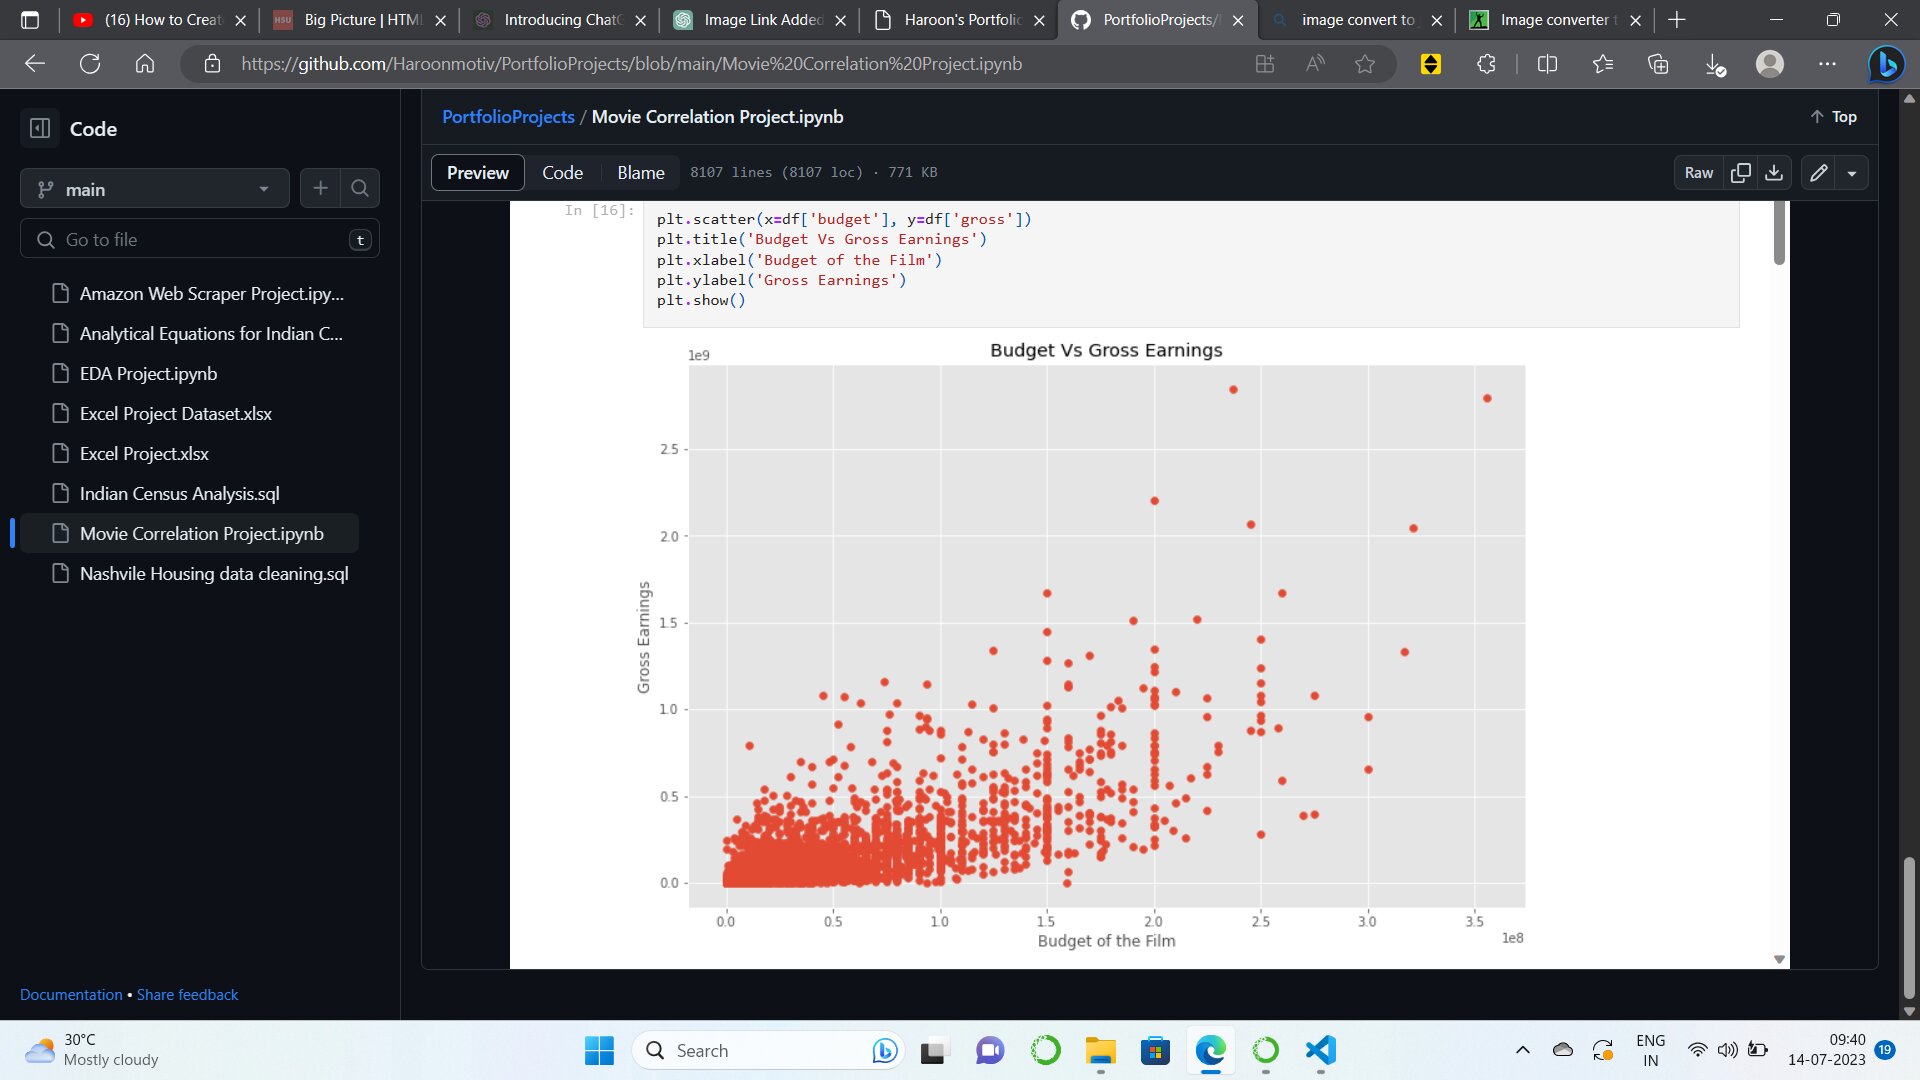 (16) How to Creat
HSU
Big Picture | HTML
Introducing ChatG
Image Link Added
Haroon's Portfolio
PortfolioProjects/
image convert to
Image converter t
https://github.com/Haroonmotiv/PortfolioProjects/blob/main/Movie%20Correlation%20Project.ipynb
Code
main
Go to file
t
Amazon Web Scraper Project.ipy...
Analytical Equations for Indian C...
EDA Project.ipynb
Excel Project Dataset.xlsx
Excel Project.xlsx
Indian Census Analysis.sql
Movie Correlation Project.ipynb
Nashvile Housing data cleaning.sql
Documentation • Share feedback
PortfolioProjects / Movie Correlation Project.ipynb
Top
Preview Code Blame 8107 lines (8107 loc) · 771 KB
Raw
In [16]:
plt.scatter(x=df['budget'], y=df['gross'])
plt.title('Budget Vs Gross Earnings')
plt.xlabel('Budget of the Film')
plt.ylabel('Gross Earnings')
plt.show()
1e9
Budget Vs Gross Earnings
2.5
2.0
1.5
1.0
0.5
0.0
Gross Earnings
0.0 0.5 1.0 1.5 2.0 2.5 3.0 3.5
Budget of the Film
1e8
30°C
Mostly cloudy
Search
ENG
IN
09:40
14-07-2023
19